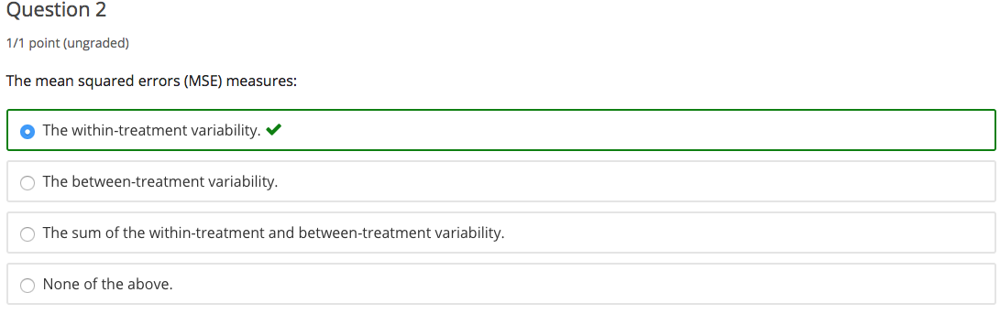 Question 2
1/1 point (ungraded)
The mean squared errors (MSE) measures:
The within-treatment variability.
The between-treatment variability.
The sum of the within-treatment and between-treatment variability.
None of the above.